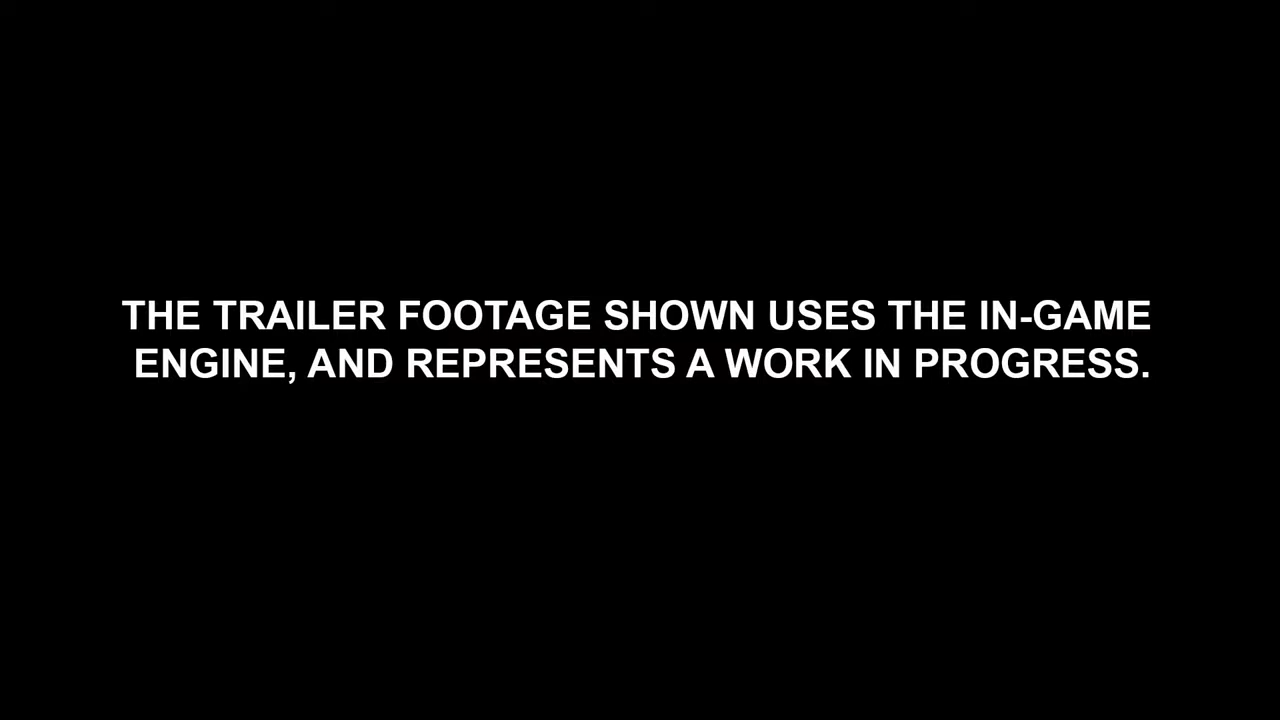 THE TRAILER FOOTAGE SHOWN USES THE IN-GAME
ENGINE, AND REPRESENTS A WORK IN PROGRESS.